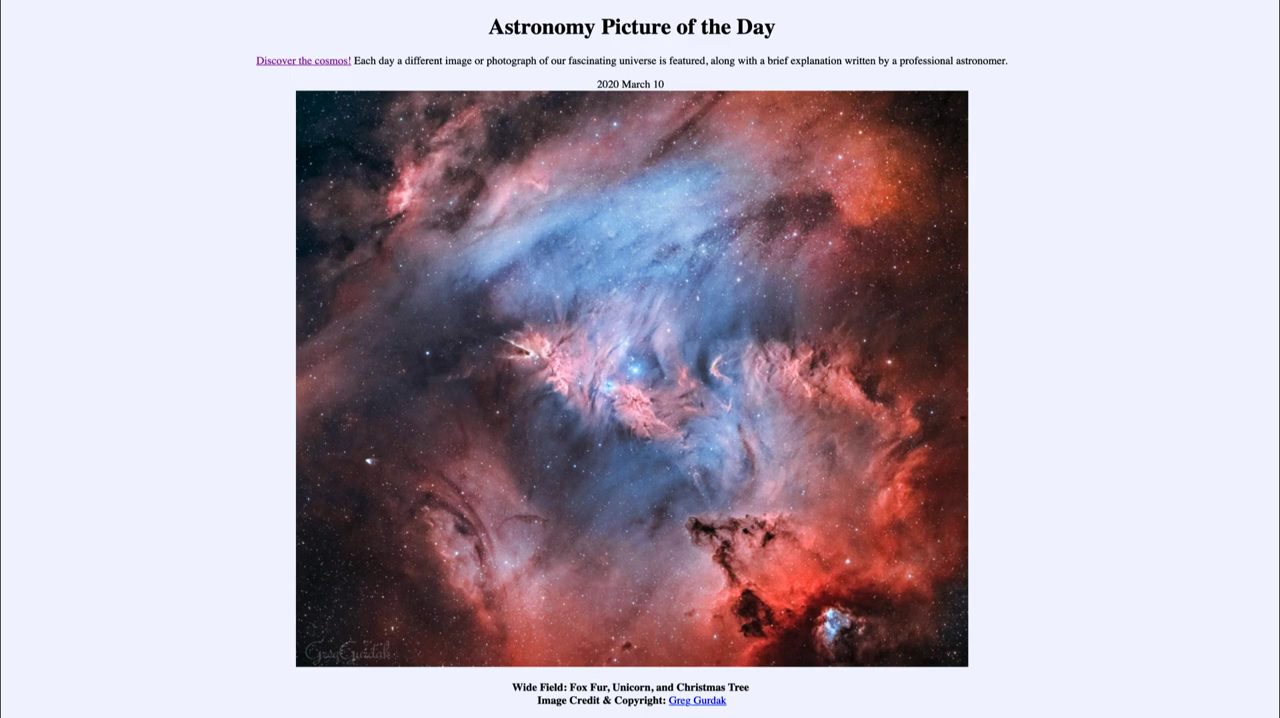 Astronomy Picture of the Day
Discover the cosmos! Each day a different image or photograph of our fascinating universe is featured, along with a brief explanation written by a professional astronomer.
2020 March 10
GregGurdak
Wide Field: Fox Fur, Unicorn, and Christmas Tree
Image Credit & Copyright: Greg Gurdak